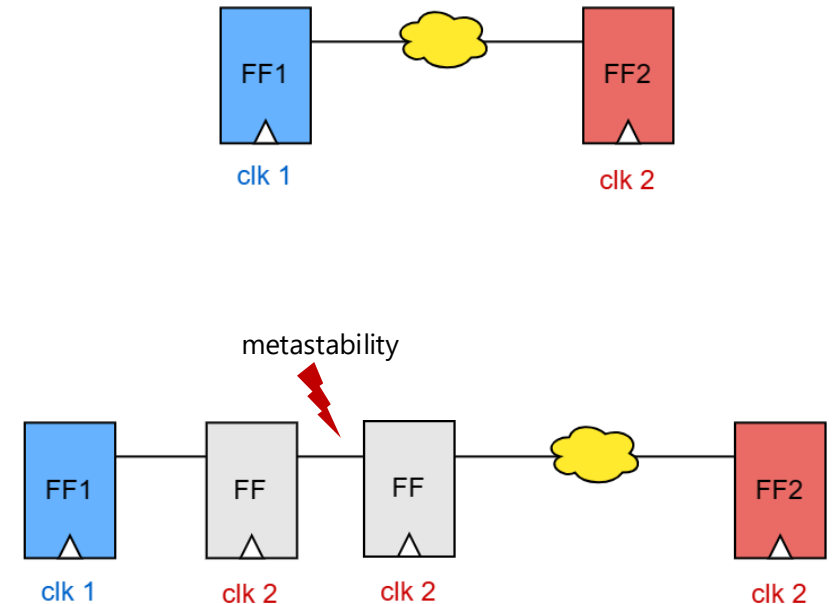 FF1
FF2
clk 1
clk 2
metastability
FF1
FF
FF
FF2
clk 1
clk 2
clk 2
clk 2